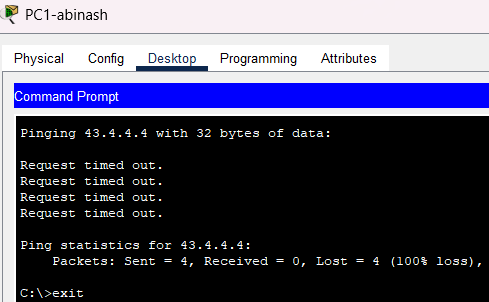 PC1-abinash
Physical Config Desktop Programming Attributes
Command Prompt
Pinging 43.4.4.4 with 32 bytes of data:
Request timed out.
Request timed out.
Request timed out.
Request timed out.
Ping statistics for 43.4.4.4:
Packets: Sent = 4, Received = 0, Lost = 4 (100% loss),
C:\>exit